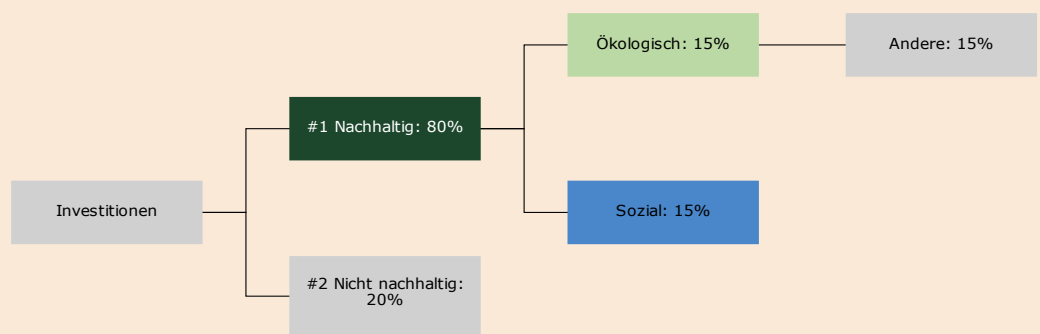 Ökologisch: 15%
Andere: 15%
#1 Nachhaltig: 80%
Investitionen
Sozial: 15%
#2 Nicht nachhaltig:
20%